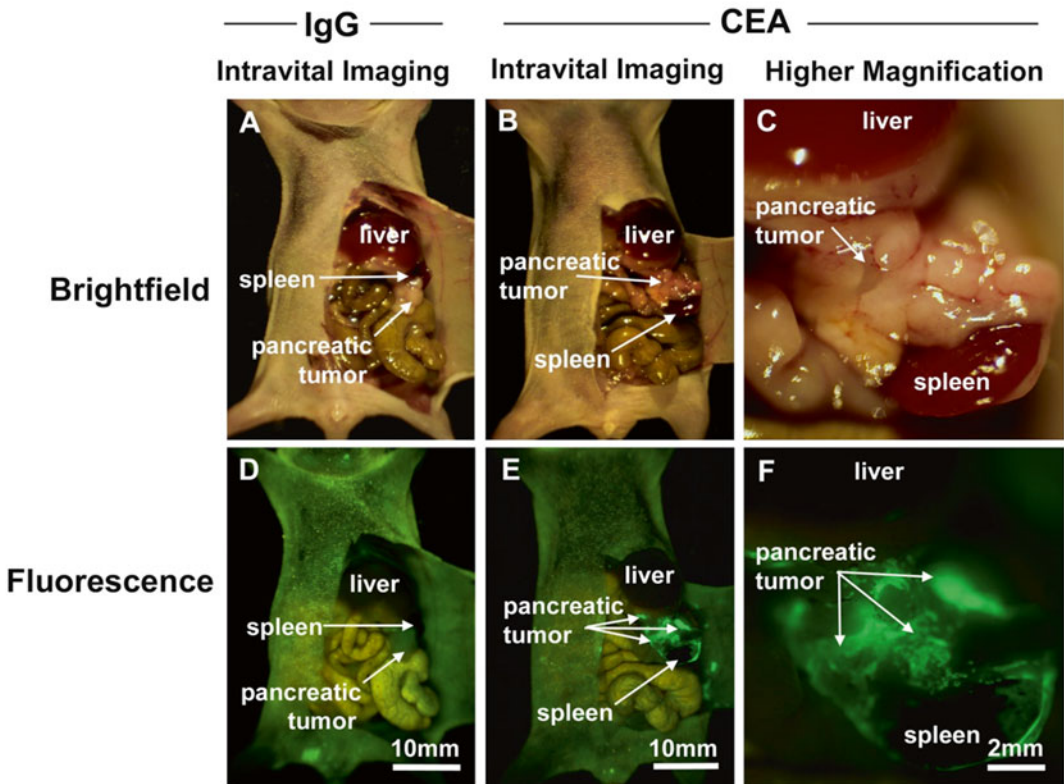 IgG
CEA
Intravital Imaging
Intravital Imaging
Higher Magnification
Brightfield
A
liver
spleen
pancreatic
tumor
B
liver
pancreatic
tumor
spleen
C
liver
pancreatic
tumor
spleen
Fluorescence
D
liver
spleen
pancreatic
tumor
10mm
E
liver
pancreatic
tumor
spleen
10mm
F
liver
pancreatic
tumor
spleen
2mm